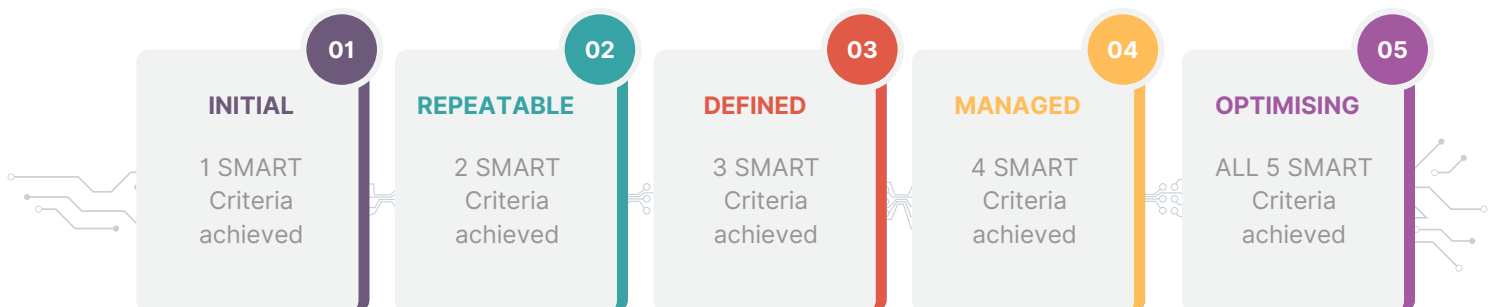 01
INITIAL
1 SMART
Criteria
achieved
02
REPEATABLE
2 SMART
Criteria
achieved
03
DEFINED
3 SMART
Criteria
achieved
04
MANAGED
4 SMART
Criteria
achieved
05
OPTIMISING
ALL 5 SMART
Criteria
achieved